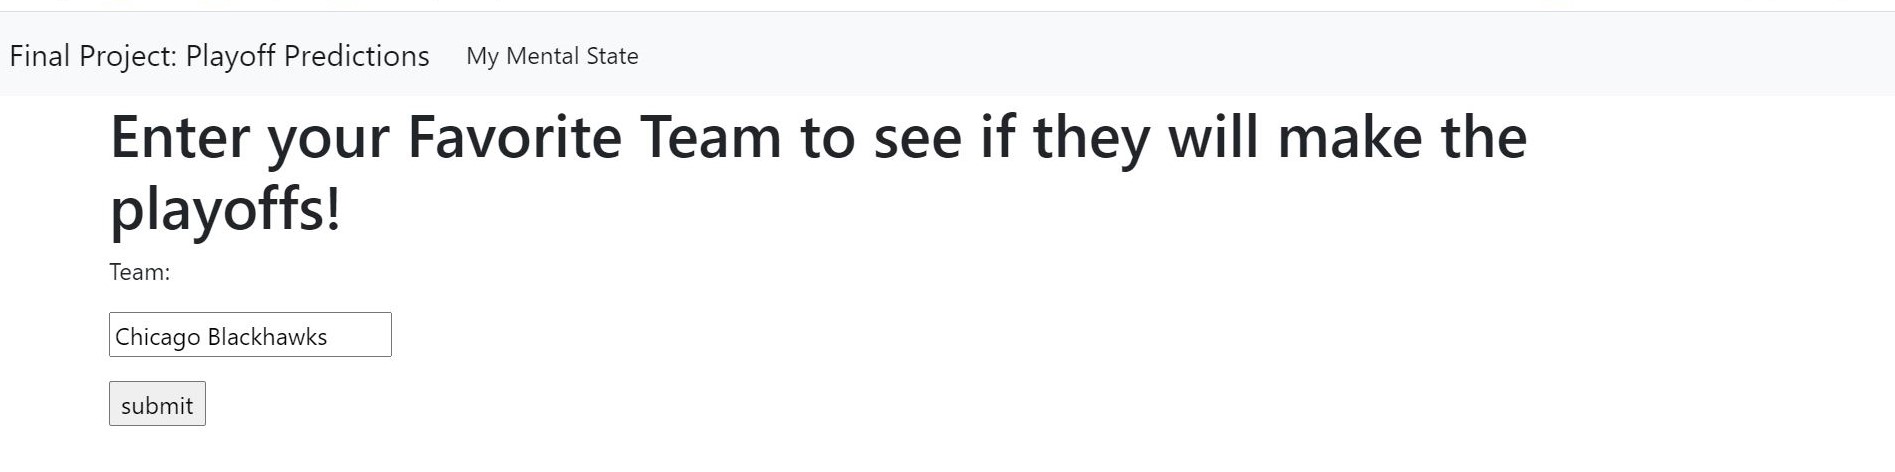 Final Project: Playoff Predictions My Mental State
Enter your Favorite Team to see if they will make the
playoffs!
Team:
Chicago Blackhawks
submit